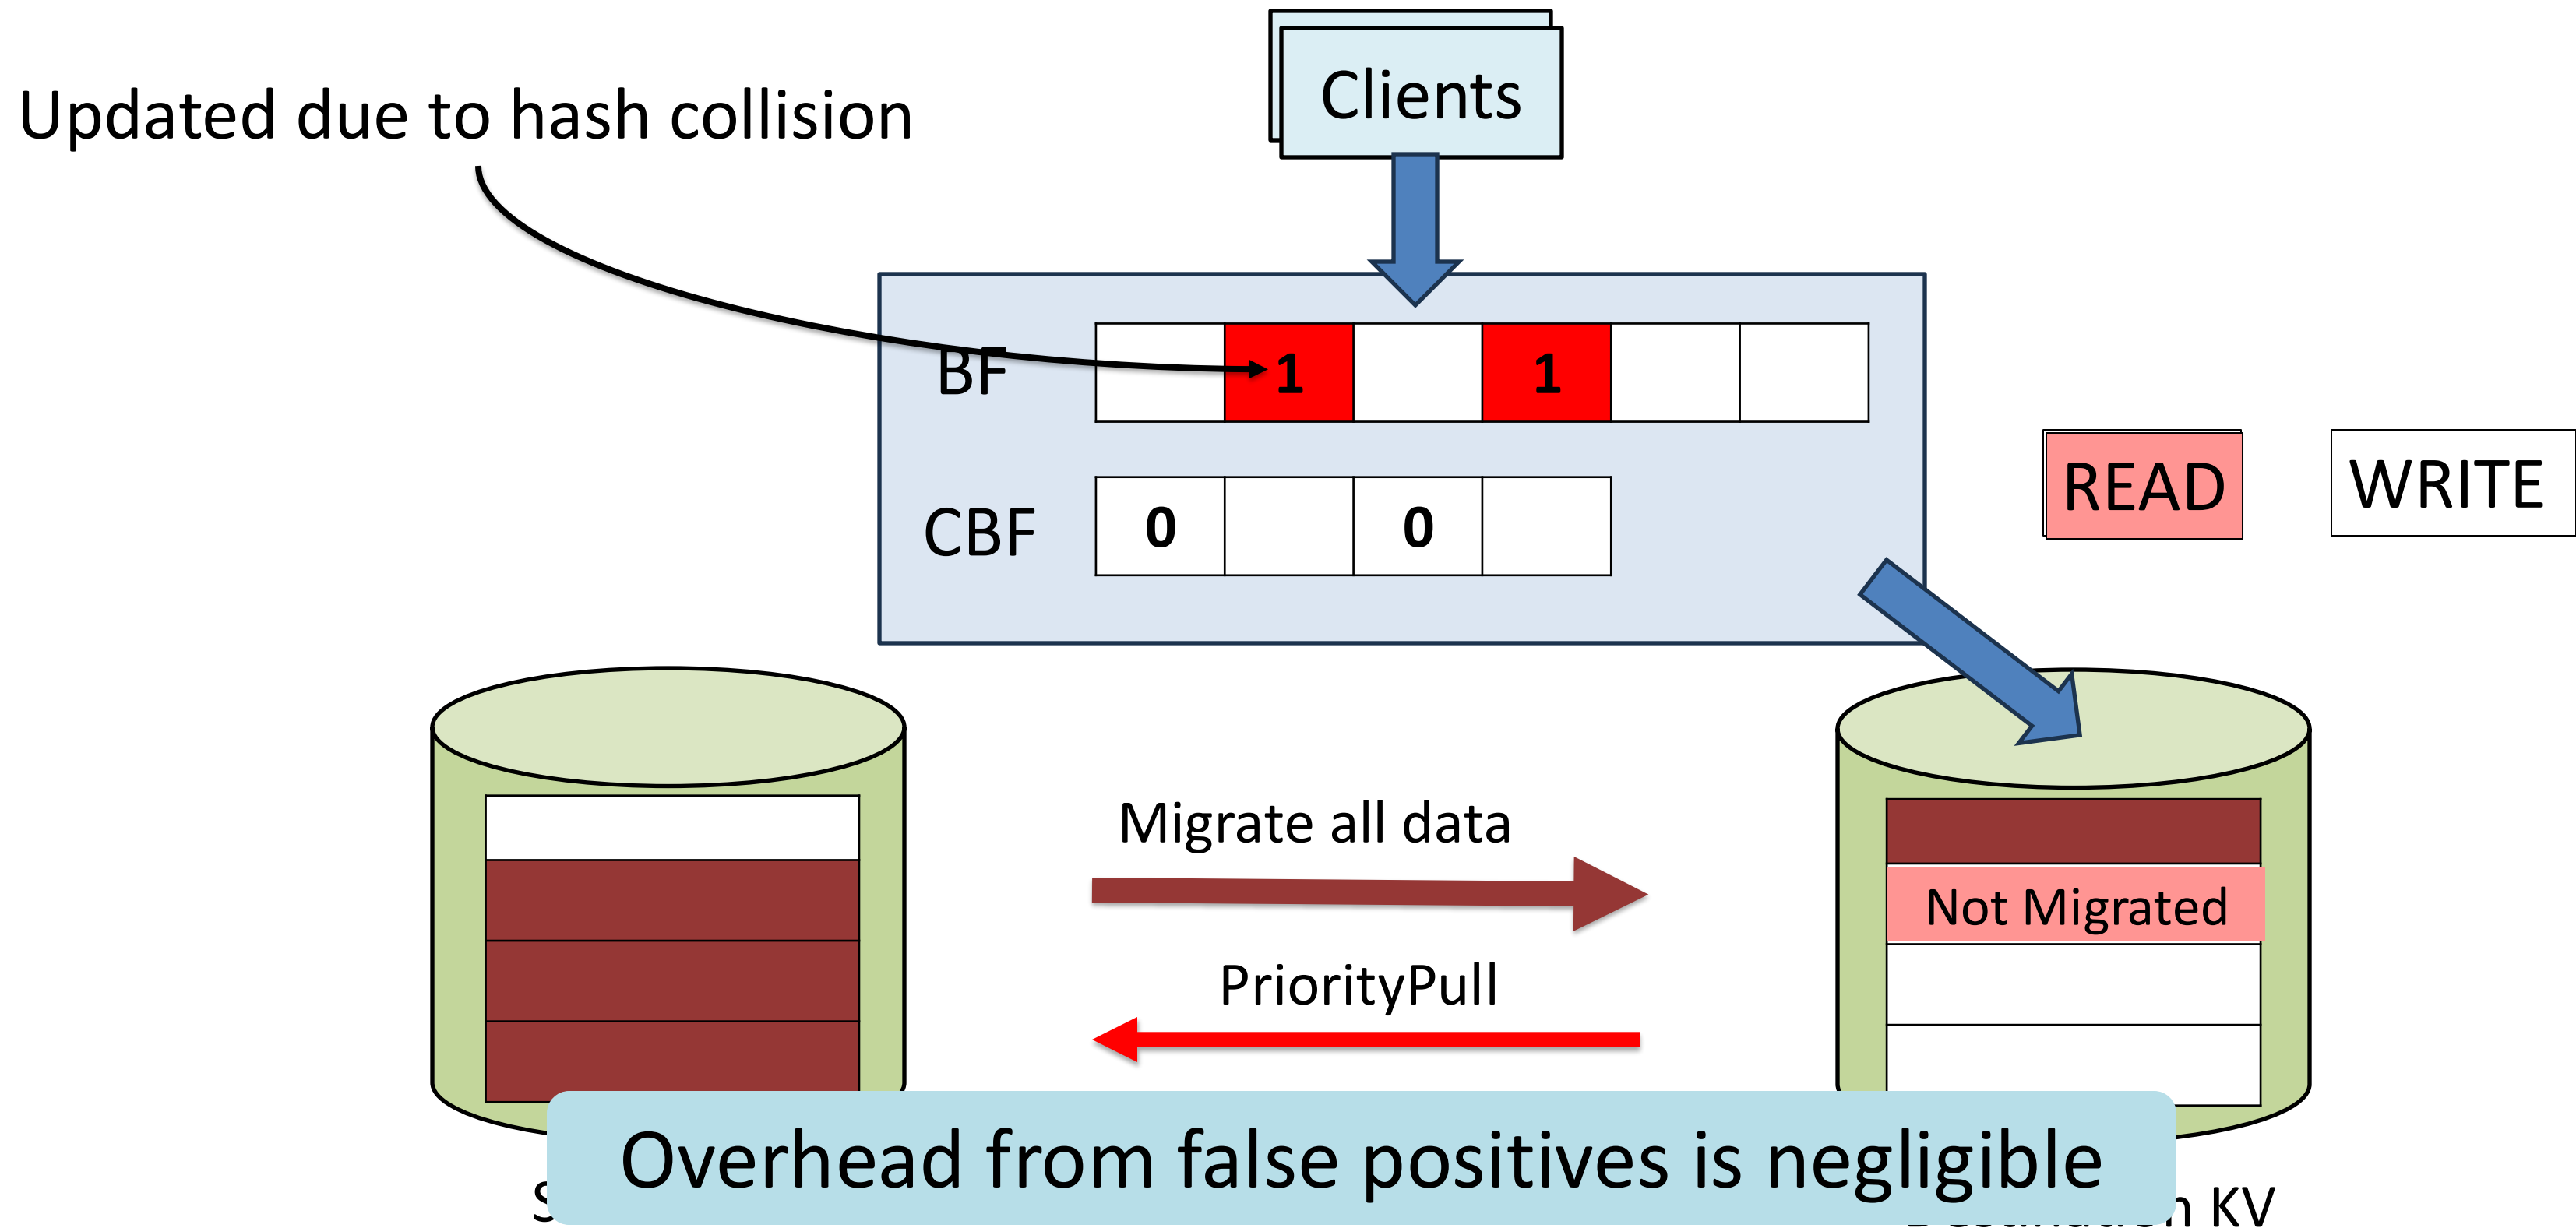 Clients
Updated due to hash collision
BF 1 1
CBF 0 0
READ
WRITE
Migrate all data
Not Migrated
PriorityPull
Overhead from false positives is negligible
KV